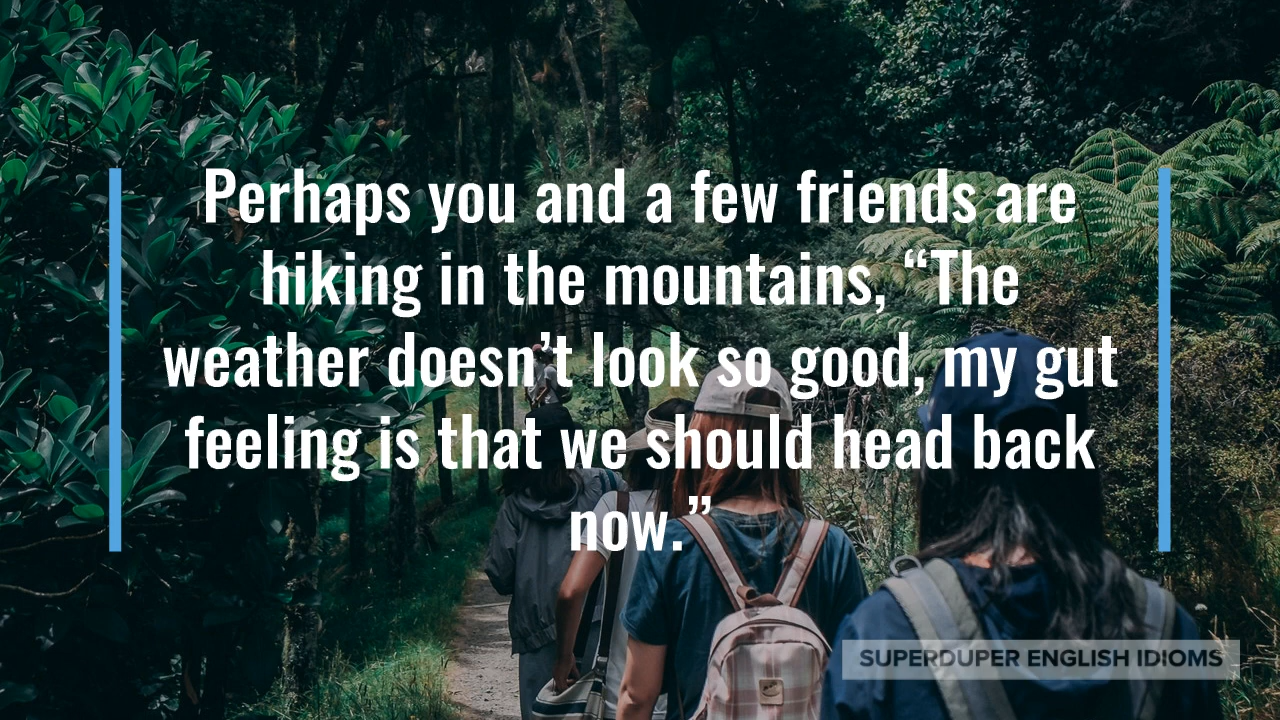 Perhaps you and a few friends are
hiking in the mountains, “The
weather doesn’t look so good, my gut
feeling is that we should head back
now.”
SUPERDUPER ENGLISH IDIOMS